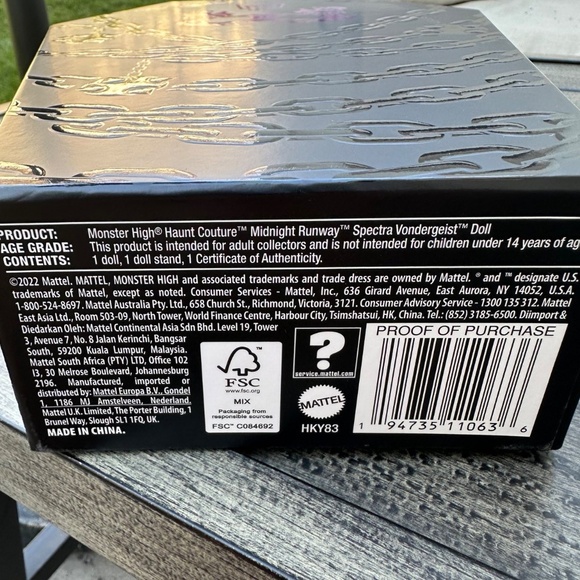 PRODUCT: Monster High® Haunt Couture™ Midnight Runway™ Spectra Vondergeist™ Doll
AGE GRADE: This product is intended for adult collectors and is not intended for children under 14 years of
CONTENTS: 1 doll, 1 doll stand, 1 Certificate of Authenticity.
©2022 Mattel. MATTEL, MONSTER HIGH and associated trademarks and trade dress are owned by Mattel. ® and ™ designate U.S.
trademarks of Mattel, except as noted. Consumer Services - Mattel, Inc., 636 Girard Avenue, East Aurora, NY 14052, U.S.A.
1-800-524-8697. Mattel Australia Pty. Ltd., 658 Church St., Richmond, Victoria, 3121. Consumer Advisory Service - 1300 135 312. Mattel
East Asia Ltd., Room 503-09, North Tower, World Finance Centre, Harbour City, Tsimshatsui, HK, China. Tel.: (852) 3185-6500. Diimport &
Diedarkan Oleh: Mattel Continental Asia Sdn Bhd. Level 19, Tower
3, Avenue 7, No. 8 Jalan Kerinchi, Bangsar
South, 59200 Kuala Lumpur, Malaysia.
Mattel South Africa (PTY) LTD, Office 102
I3, 30 Melrose Boulevard, Johannesburg
2196. Manufactured, imported or
distributed by: Mattel Europa B.V., Gondel
1, 1186 MJ Amstelveen, Nederland.
Mattel U.K. Limited, The Porter Building, 1
Brunel Way, Slough SL1 1FQ, UK.
MADE IN CHINA.
FSC
www.fsc.org
MIX
Packaging from
responsible sources
FSC™ C084692
?
service.mattel.com
MATTEL
HKY83
PROOF OF PURCHASE
1 94735 11063 6